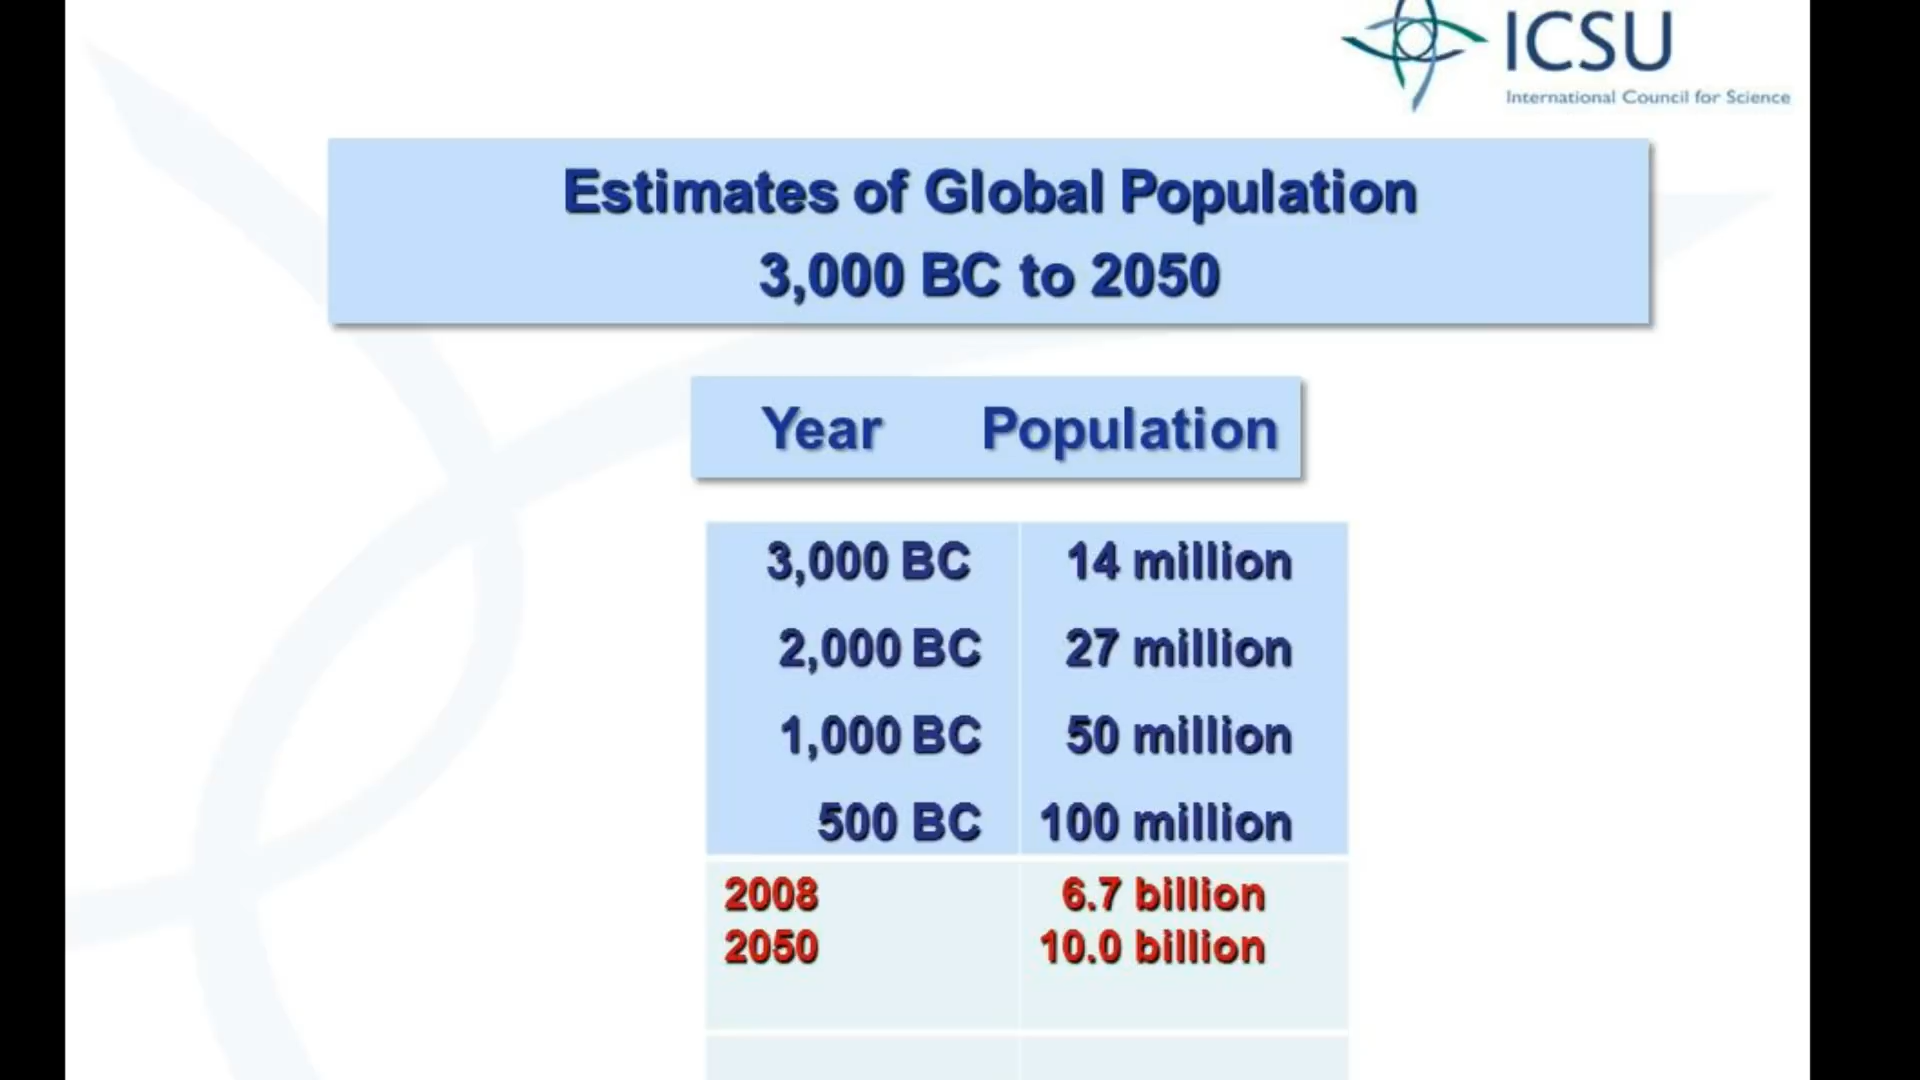 ICSU
International Council for Science
Estimates of Global Population
3,000 BC to 2050
Year Population
3,000 BC 14 million
2,000 BC 27 million
1,000 BC 50 million
500 BC 100 million
2008 6.7 billion
2050 10.0 billion